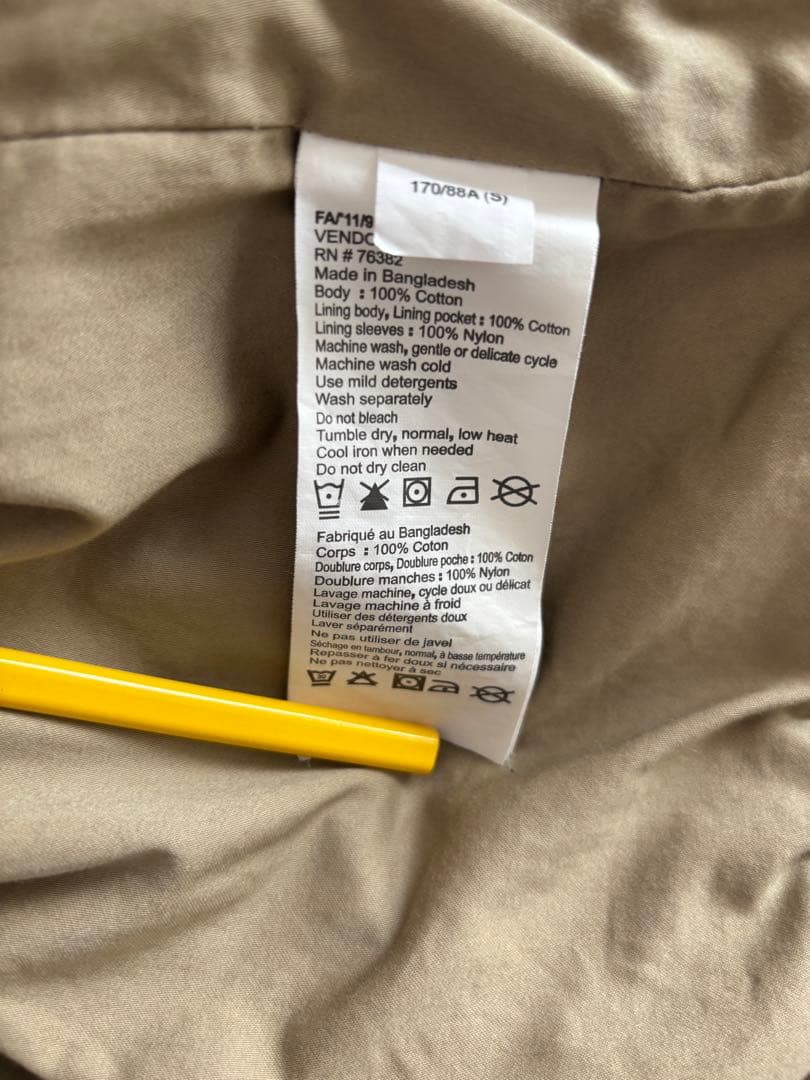 170/88A (S)
FA/'11/9
VENDO
RN # 76382
Made in Bangladesh
Body : 100% Cotton
Lining body, Lining pocket : 100% Cotton
Lining sleeves : 100% Nylon
Machine wash, gentle or delicate cycle
Machine wash cold
Use mild detergents
Wash separately
Do not bleach
Tumble dry, normal, low heat
Cool iron when needed
Do not dry clean
Fabriqué au Bangladesh
Corps : 100% Coton
Doublure corps, Doublure poche : 100% Coton
Doublure manches : 100% Nylon
Lavage machine, cycle doux ou délicat
Lavage machine à froid
Utiliser des détergents doux
Laver séparément
Ne pas utiliser de javel
Séchage en tambour, normal, à basse température
Repasser à fer doux si nécessaire
Ne pas nettoyer à sec
30